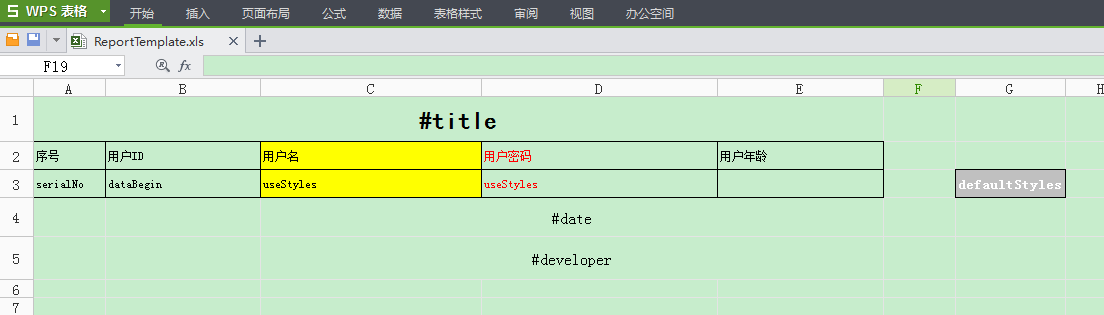 S WPS 表格 开始 插入 页面布局 公式 数据 表格样式 审阅 视图 办公空间
ReportTemplate.xls
F19 fx
A B C D E F G H
1 #title
2 序号 用户ID 用户名 用户密码 用户年龄
3 serialNo dataBegin useStyles useStyles defaultStyles
4 #date
5 #developer
6
7